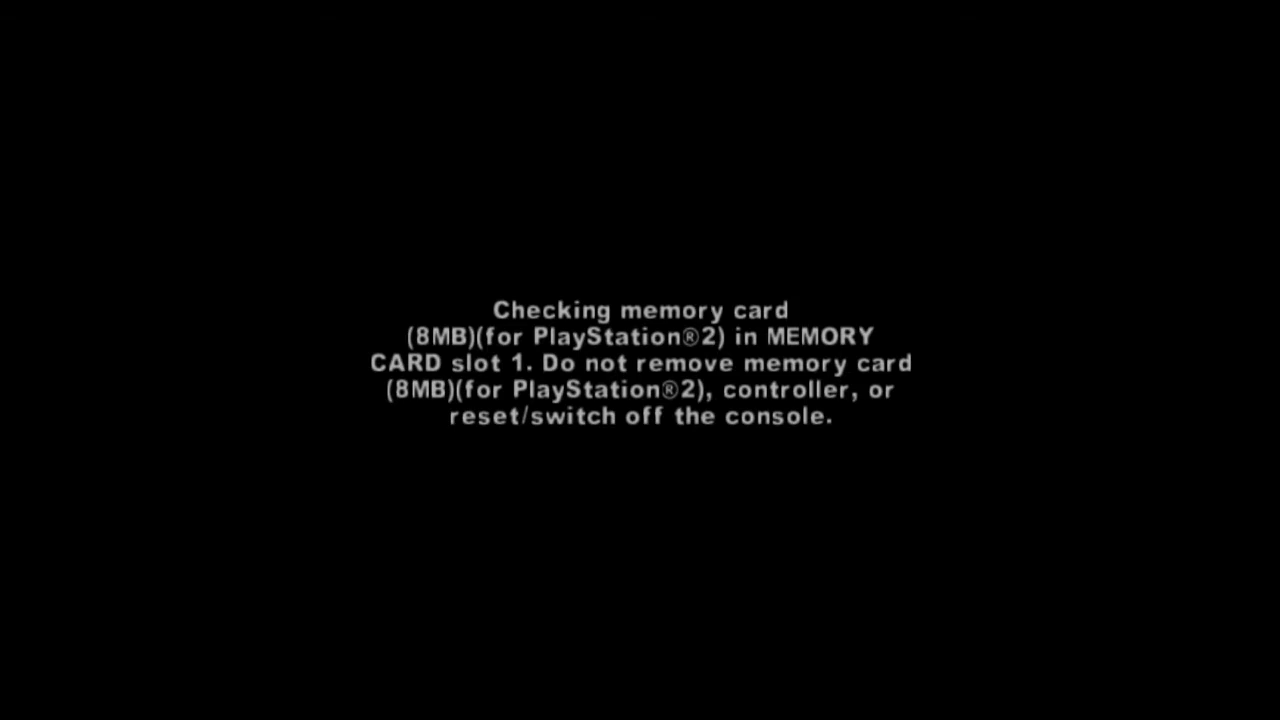 Checking memory card
(8MB)(for PlayStation®2) in MEMORY
CARD slot 1. Do not remove memory card
(8MB)(for PlayStation®2), controller, or
reset/switch off the console.